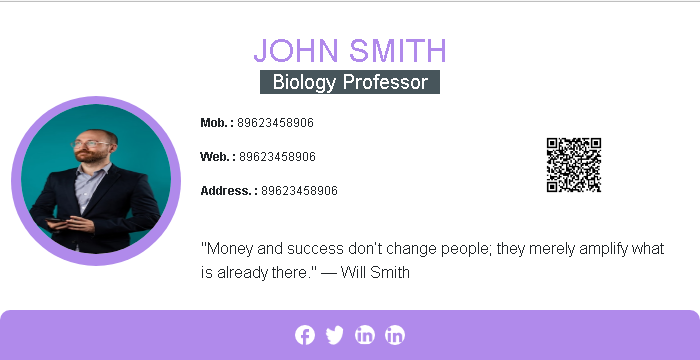 JOHN SMITH
Biology Professor
Mob. : 89623458906
Web. : 89623458906
Address. : 89623458906
"Money and success don't change people; they merely amplify what
is already there." — Will Smith